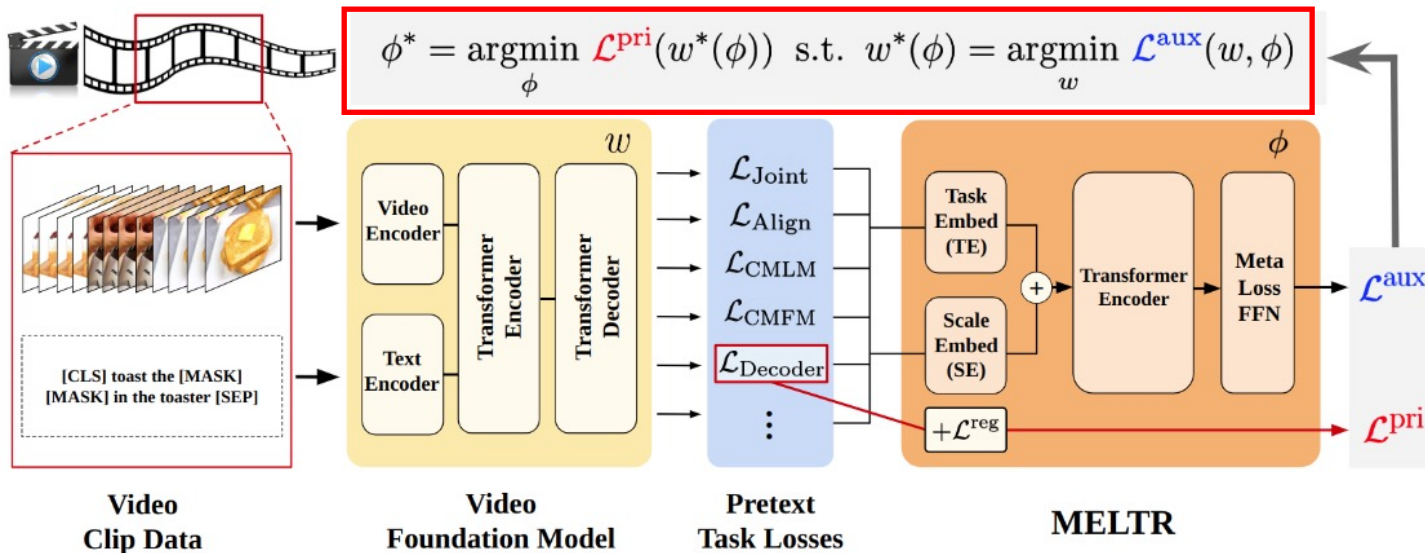 ϕ* = argmin_ϕ ℒ^pri(w*(ϕ)) s.t. w*(ϕ) = argmin_w ℒ^aux(w, ϕ)
w
ϕ
Video
Encoder
Text
Encoder
Transformer
Encoder
Transformer
Decoder
ℒ_Joint
ℒ_Align
ℒ_CMLM
ℒ_CMFM
ℒ_Decoder
⋮
Task
Embed
(TE)
+
Scale
Embed
(SE)
Transformer
Encoder
Meta
Loss
FFN
+ℒ^reg
ℒ^aux
ℒ^pri
[CLS] toast the [MASK]
[MASK] in the toaster [SEP]
Video
Clip Data
Video
Foundation Model
Pretext
Task Losses
MELTR